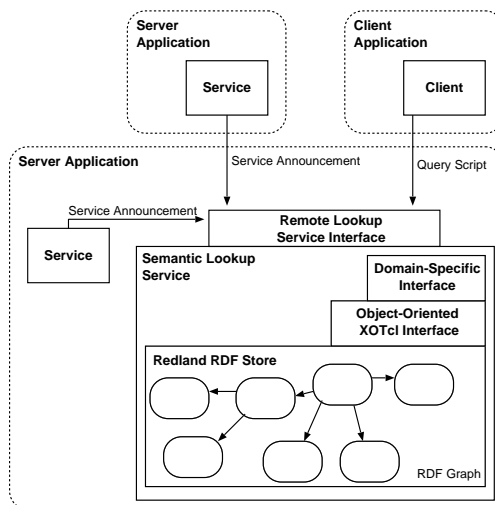 Server
Application
Service
Client
Application
Client
Server Application
Service Announcement
Query Script
Service Announcement
Service
Remote Lookup
Service Interface
Semantic Lookup
Service
Domain-Specific
Interface
Object-Oriented
XOTcl Interface
Redland RDF Store
RDF Graph